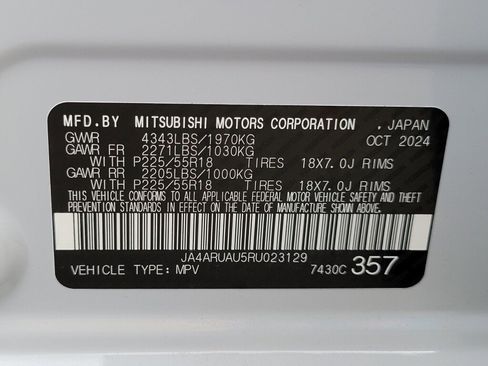 MFD.BY MITSUBISHI MOTORS CORPORATION , JAPAN
GVWR 4343LBS/1970KG OCT 2024
GAWR FR 2271LBS/1030KG
WITH P225/55R18 TIRES 18X7.0J RIMS
GAWR RR 2205LBS/1000KG
WITH P225/55R18 TIRES 18X7.0J RIMS
THIS VEHICLE CONFORMS TO ALL APPLICABLE FEDERAL MOTOR VEHICLE SAFETY AND THEFT
PREVENTION STANDARDS IN EFFECT ON THE DATE OF MANUFACTURE SHOWN ABOVE.
JA4ARUAU5RU023129
VEHICLE TYPE: MPV 7430C 357